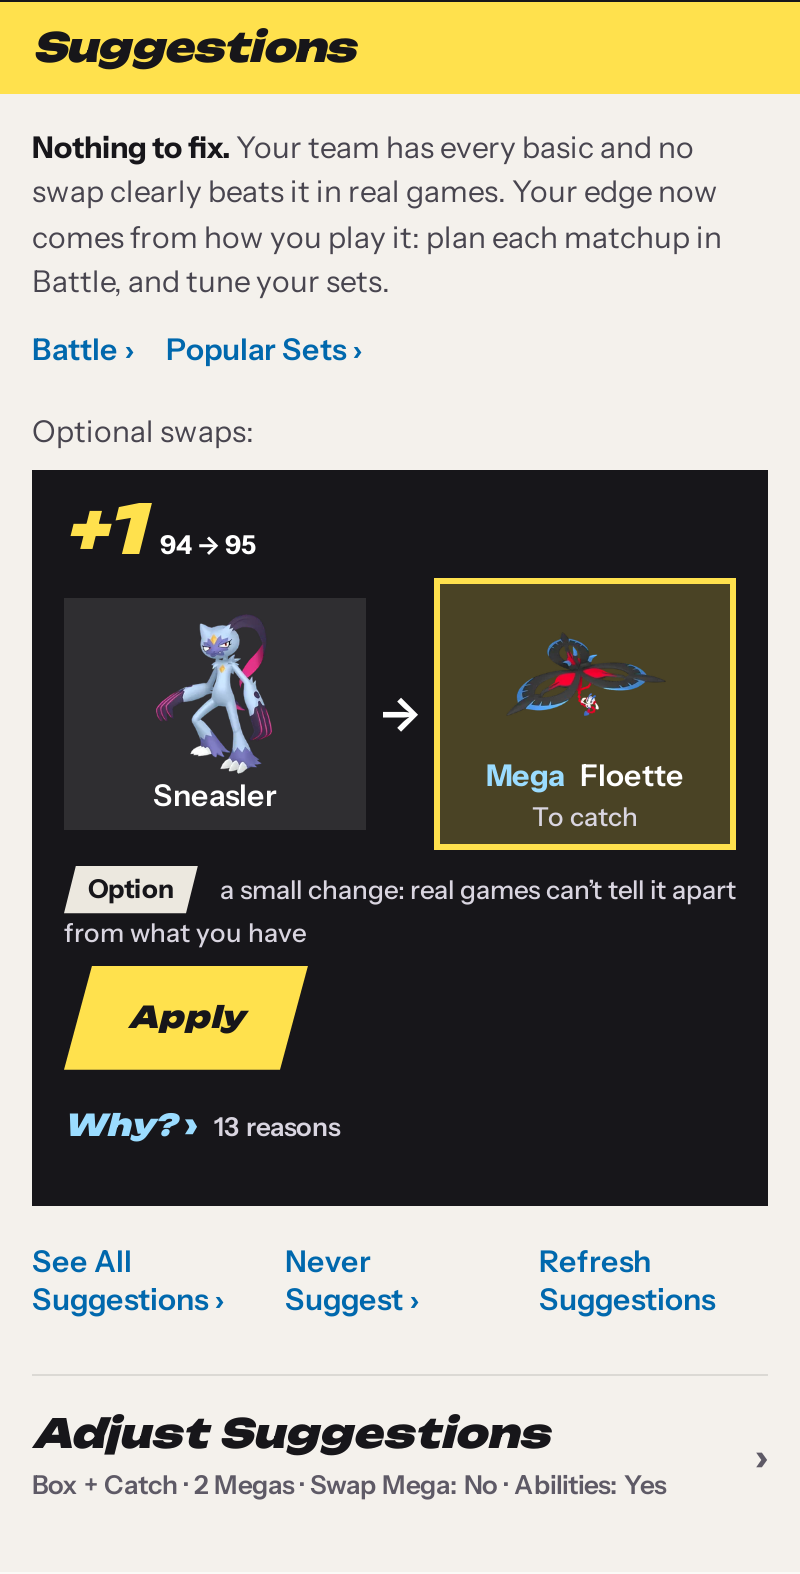 Suggestions
Nothing to fix. Your team has every basic and no
swap clearly beats it in real games. Your edge now
comes from how you play it: plan each matchup in
Battle, and tune your sets.
Battle › Popular Sets ›
Optional swaps:
+1 94 → 95
Sneasler
→
Mega Floette
To catch
Option a small change: real games can’t tell it apart
from what you have
Apply
Why? › 13 reasons
See All
Suggestions ›
Never
Suggest ›
Refresh
Suggestions
Adjust Suggestions
›
Box + Catch · 2 Megas · Swap Mega: No · Abilities: Yes